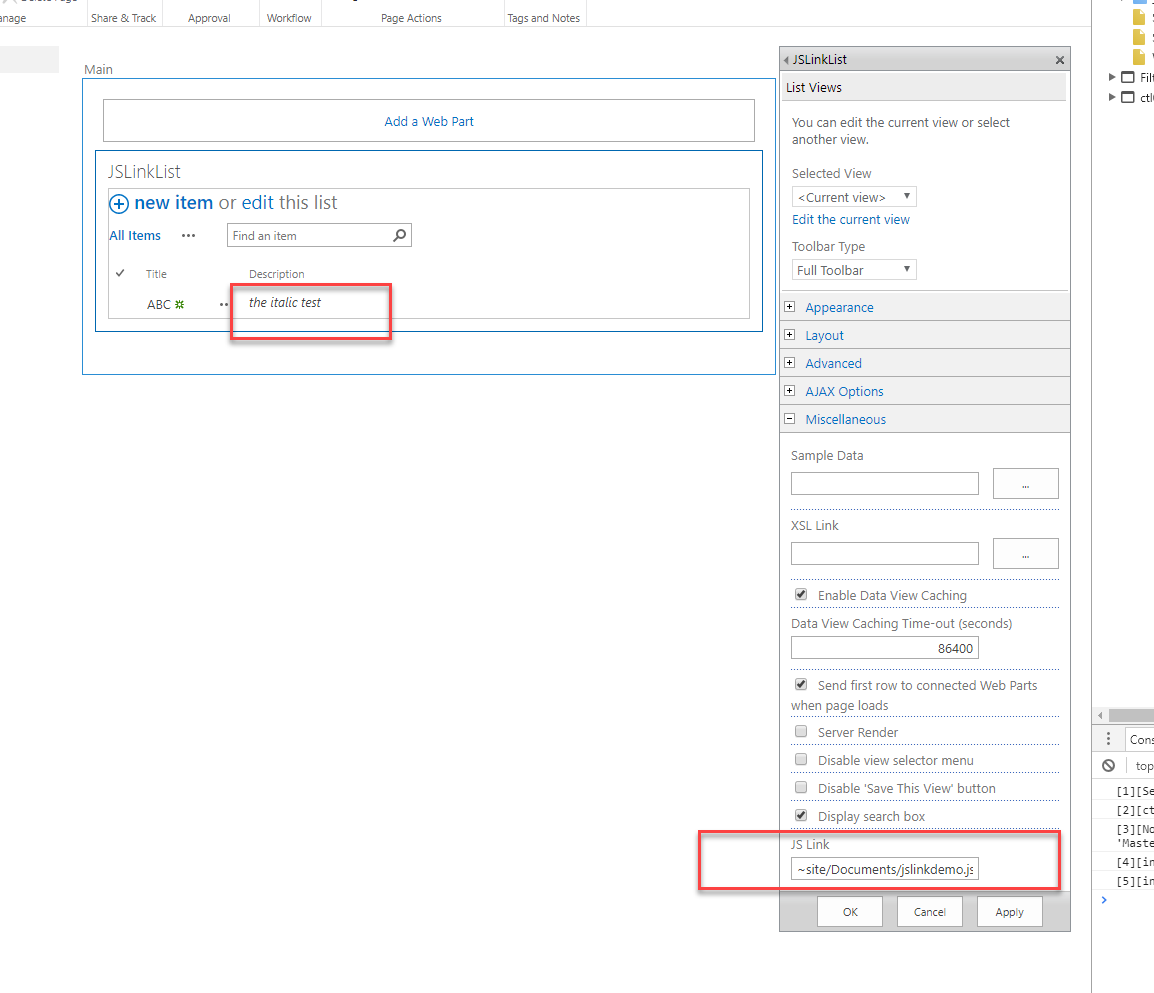 Share & Track
Approval
Workflow
Page Actions
Tags and Notes
Main
Add a Web Part
JSLinkList
new item or edit this list
All Items
Find an item
Title
Description
ABC
the italic test
JSLinkList
List Views
You can edit the current view or select
another view.
Selected View
<Current view>
Edit the current view
Toolbar Type
Full Toolbar
Appearance
Layout
Advanced
AJAX Options
Miscellaneous
Sample Data
...
XSL Link
...
Enable Data View Caching
Data View Caching Time-out (seconds)
86400
Send first row to connected Web Parts
when page loads
Server Render
Disable view selector menu
Disable 'Save This View' button
Display search box
JS Link
~site/Documents/jslinkdemo.js
OK
Cancel
Apply
top
[1][Se
[2][ct
[3][No
'Maste
[4][in
[5][in